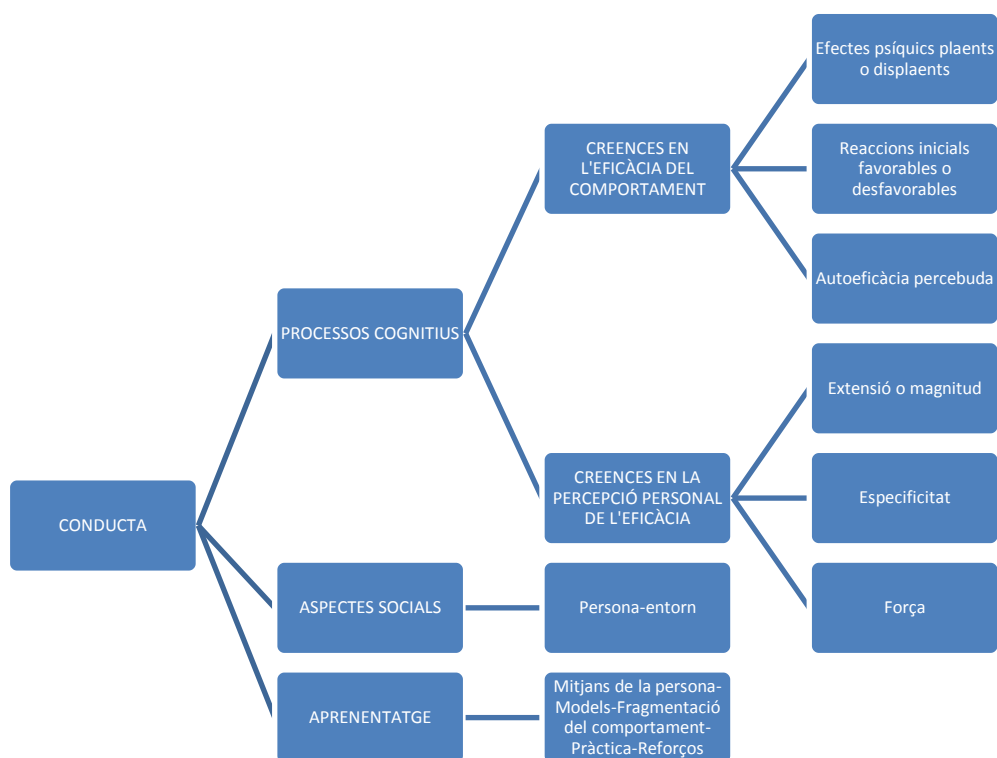 Efectes psíquics plaents
o displaents
CREENCES EN
L'EFICÀCIA DEL
COMPORTAMENT
Reaccions inicials
favorables o
desfavorables
Autoeficàcia percebuda
PROCESSOS COGNITIUS
Extensió o magnitud
CREENCES EN LA
PERCEPCIÓ PERSONAL
DE L'EFICÀCIA
Especificitat
CONDUCTA
Força
ASPECTES SOCIALS
Persona-entorn
APRENENTATGE
Mitjans de la persona-
Models-Fragmentació
del comportament-
Pràctica-Reforços